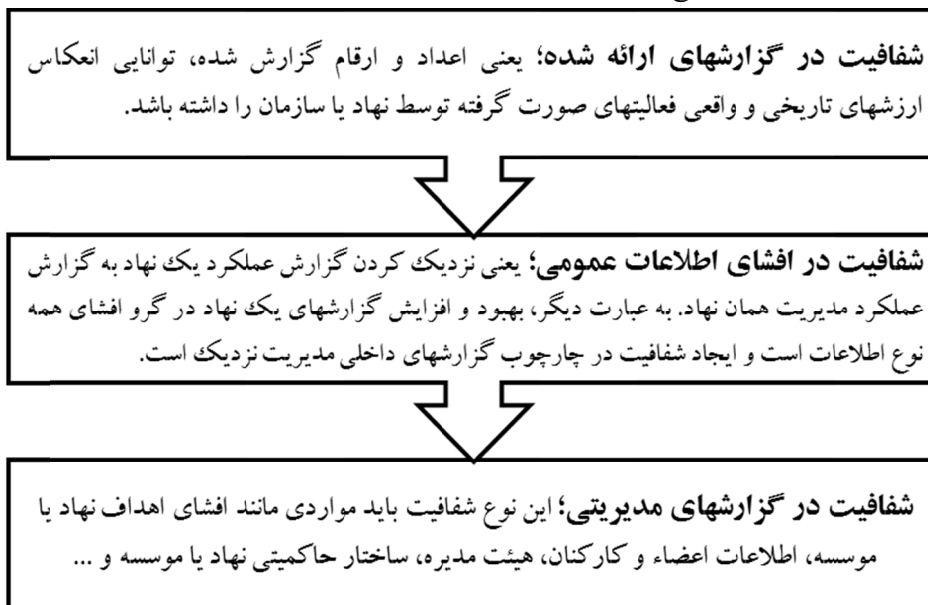 شفافیت در گزارشهای ارائه شده؛ یعنی اعداد و ارقام گزارش شده، توانایی انعکاس
ارزشهای تاریخی و واقعی فعالیتهای صورت گرفته توسط نهاد یا سازمان را داشته باشد.
شفافیت در افشای اطلاعات عمومی؛ یعنی نزدیک کردن گزارش عملکرد یک نهاد به گزارش
عملکرد مدیریت همان نهاد. به عبارت دیگر، بهبود و افزایش گزارشهای یک نهاد در گرو افشای همه
نوع اطلاعات است و ایجاد شفافیت در چارچوب گزارشهای داخلی مدیریت نزدیک است.
شفافیت در گزارشهای مدیریتی؛ این نوع شفافیت باید مواردی مانند افشای اهداف نهاد یا
موسسه، اطلاعات اعضاء و کارکنان، هیئت مدیره، ساختار حاکمیتی نهاد یا موسسه و ...